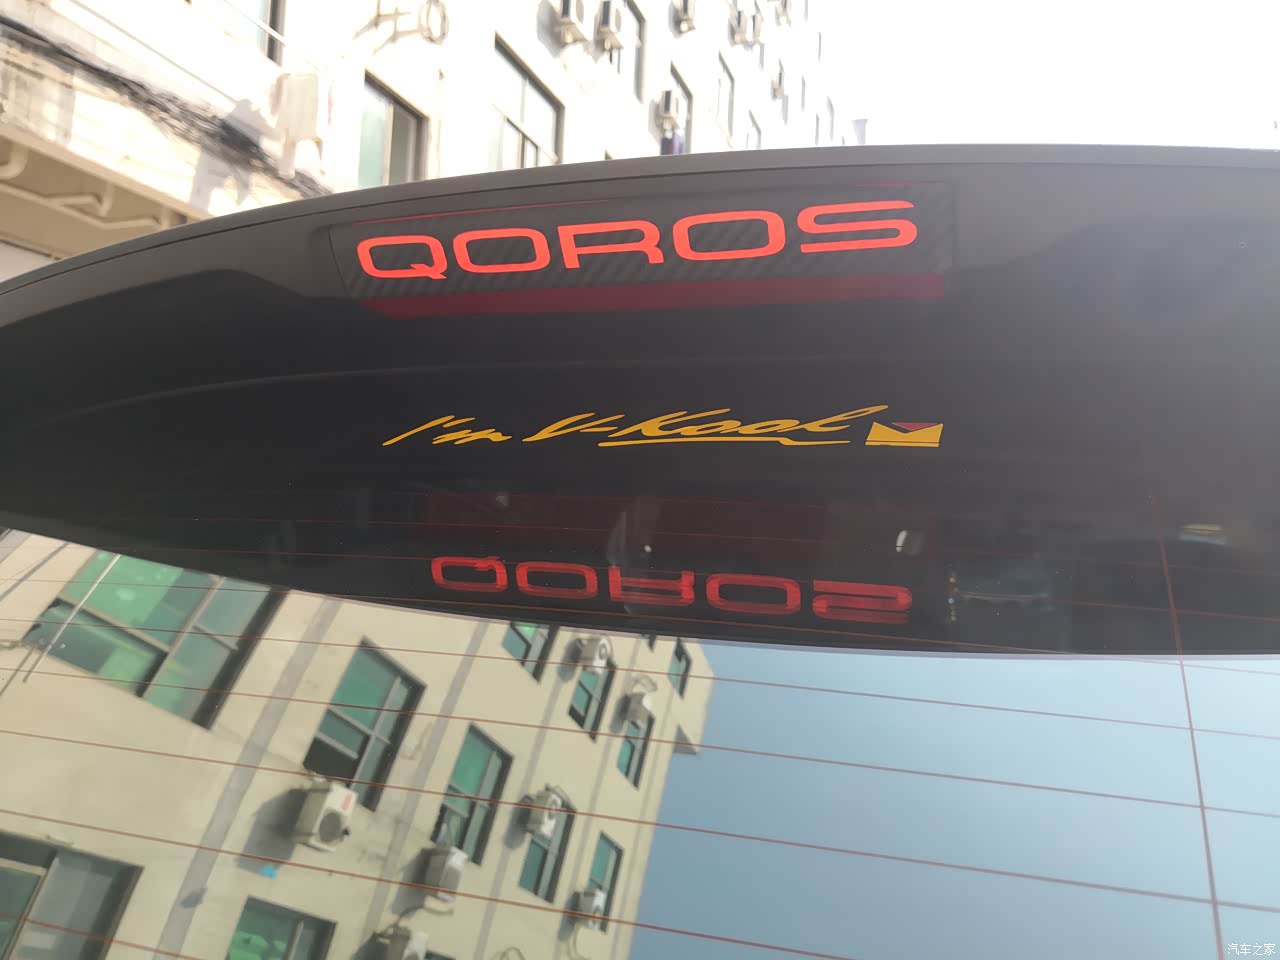 QOROS
I'm V-Kool
QOROS
汽车之家